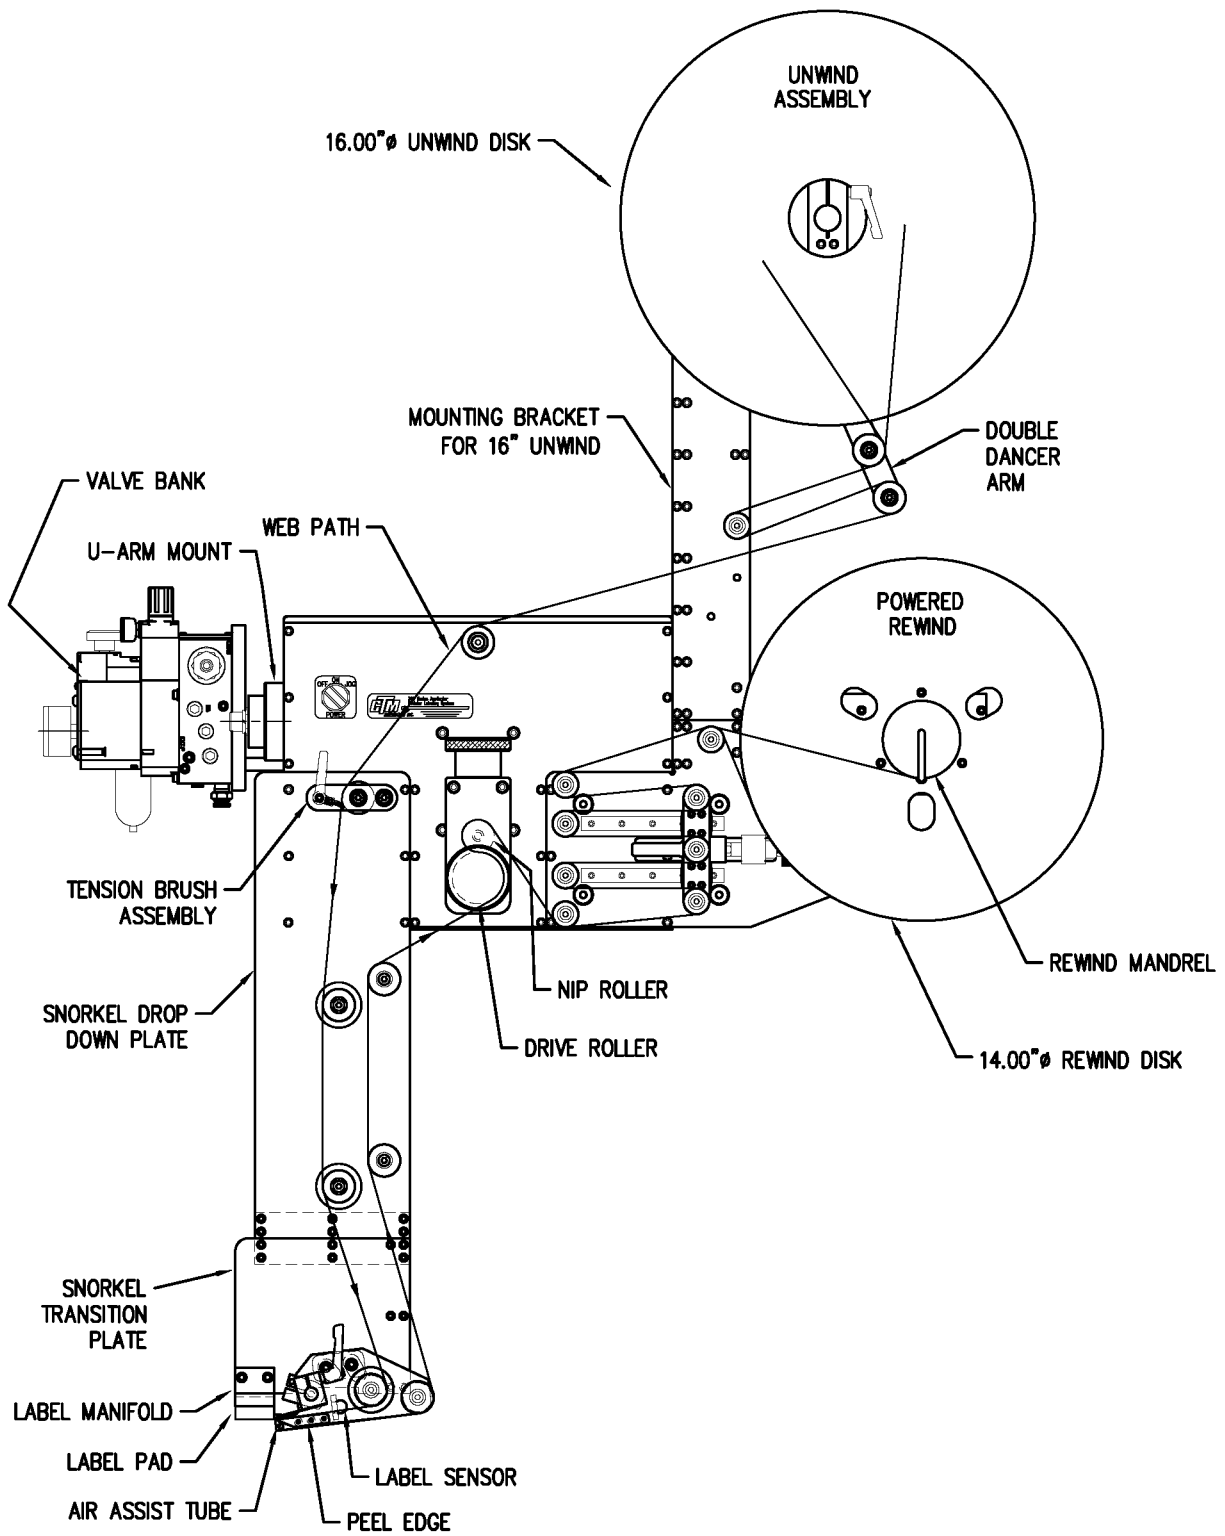 UNWIND
ASSEMBLY
16.00"ø UNWIND DISK
MOUNTING BRACKET
FOR 16" UNWIND
DOUBLE
DANCER
ARM
VALVE BANK
WEB PATH
U-ARM MOUNT
POWERED
REWIND
ON
OFF
JOG
POWER
CTM
TENSION BRUSH
ASSEMBLY
REWIND MANDREL
NIP ROLLER
SNORKEL DROP
DOWN PLATE
DRIVE ROLLER
14.00"ø REWIND DISK
SNORKEL
TRANSITION
PLATE
LABEL MANIFOLD
LABEL PAD
LABEL SENSOR
AIR ASSIST TUBE
PEEL EDGE